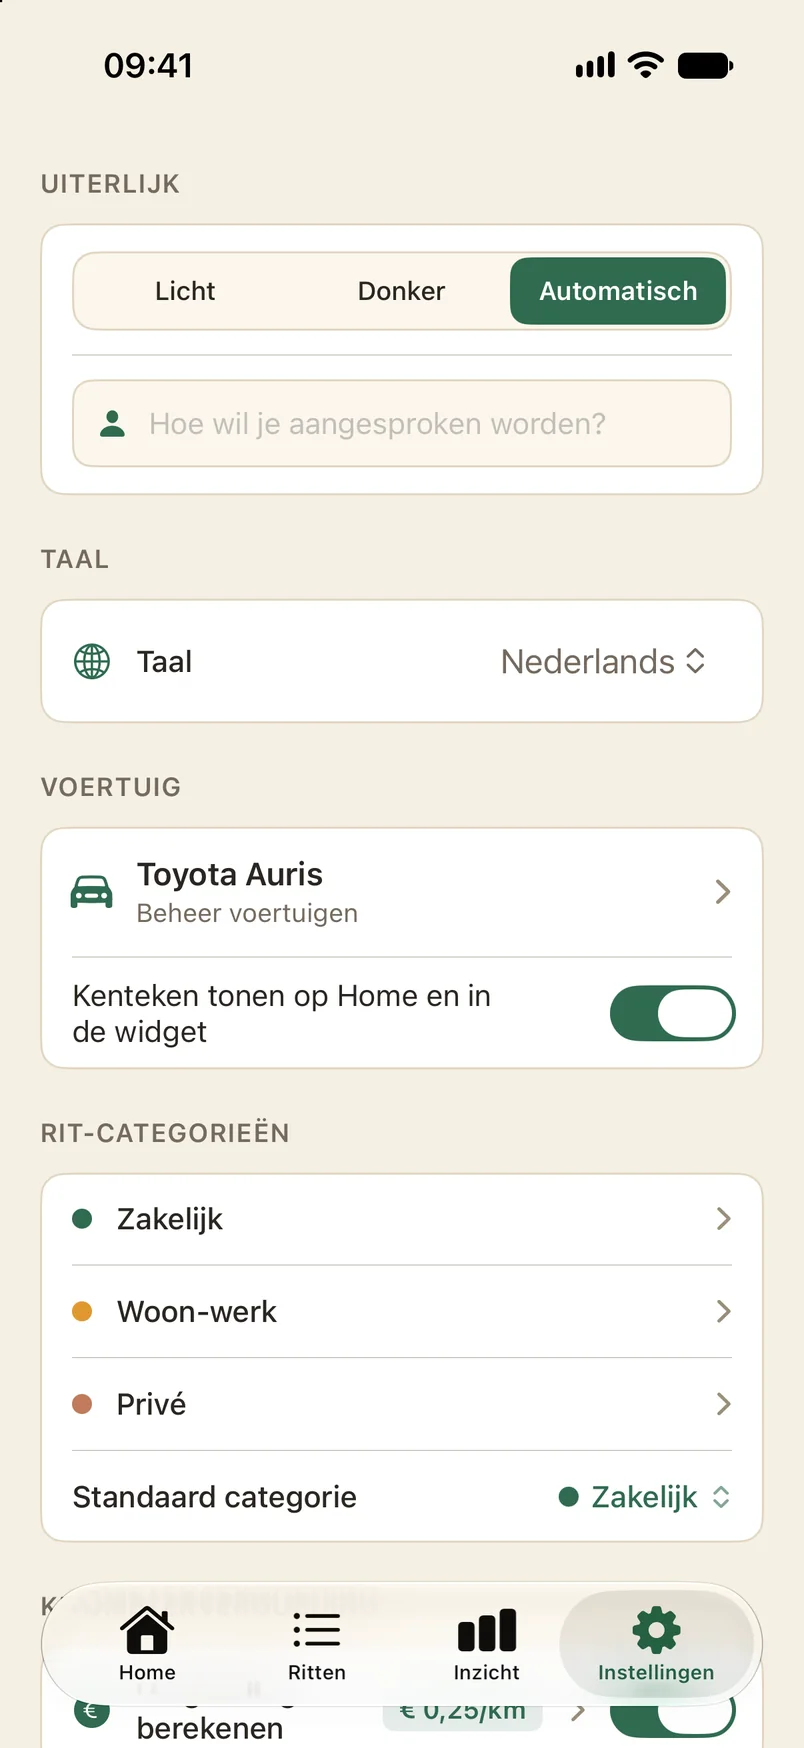 09:41
UITERLIJK
Licht Donker Automatisch
Hoe wil je aangesproken worden?
TAAL
Taal Nederlands
VOERTUIG
Toyota Auris
Beheer voertuigen
Kenteken tonen op Home en in
de widget
RIT-CATEGORIEËN
Zakelijk
Woon-werk
Privé
Standaard categorie Zakelijk
Home Ritten Inzicht Instellingen
€ € 0,25/km
berekenen